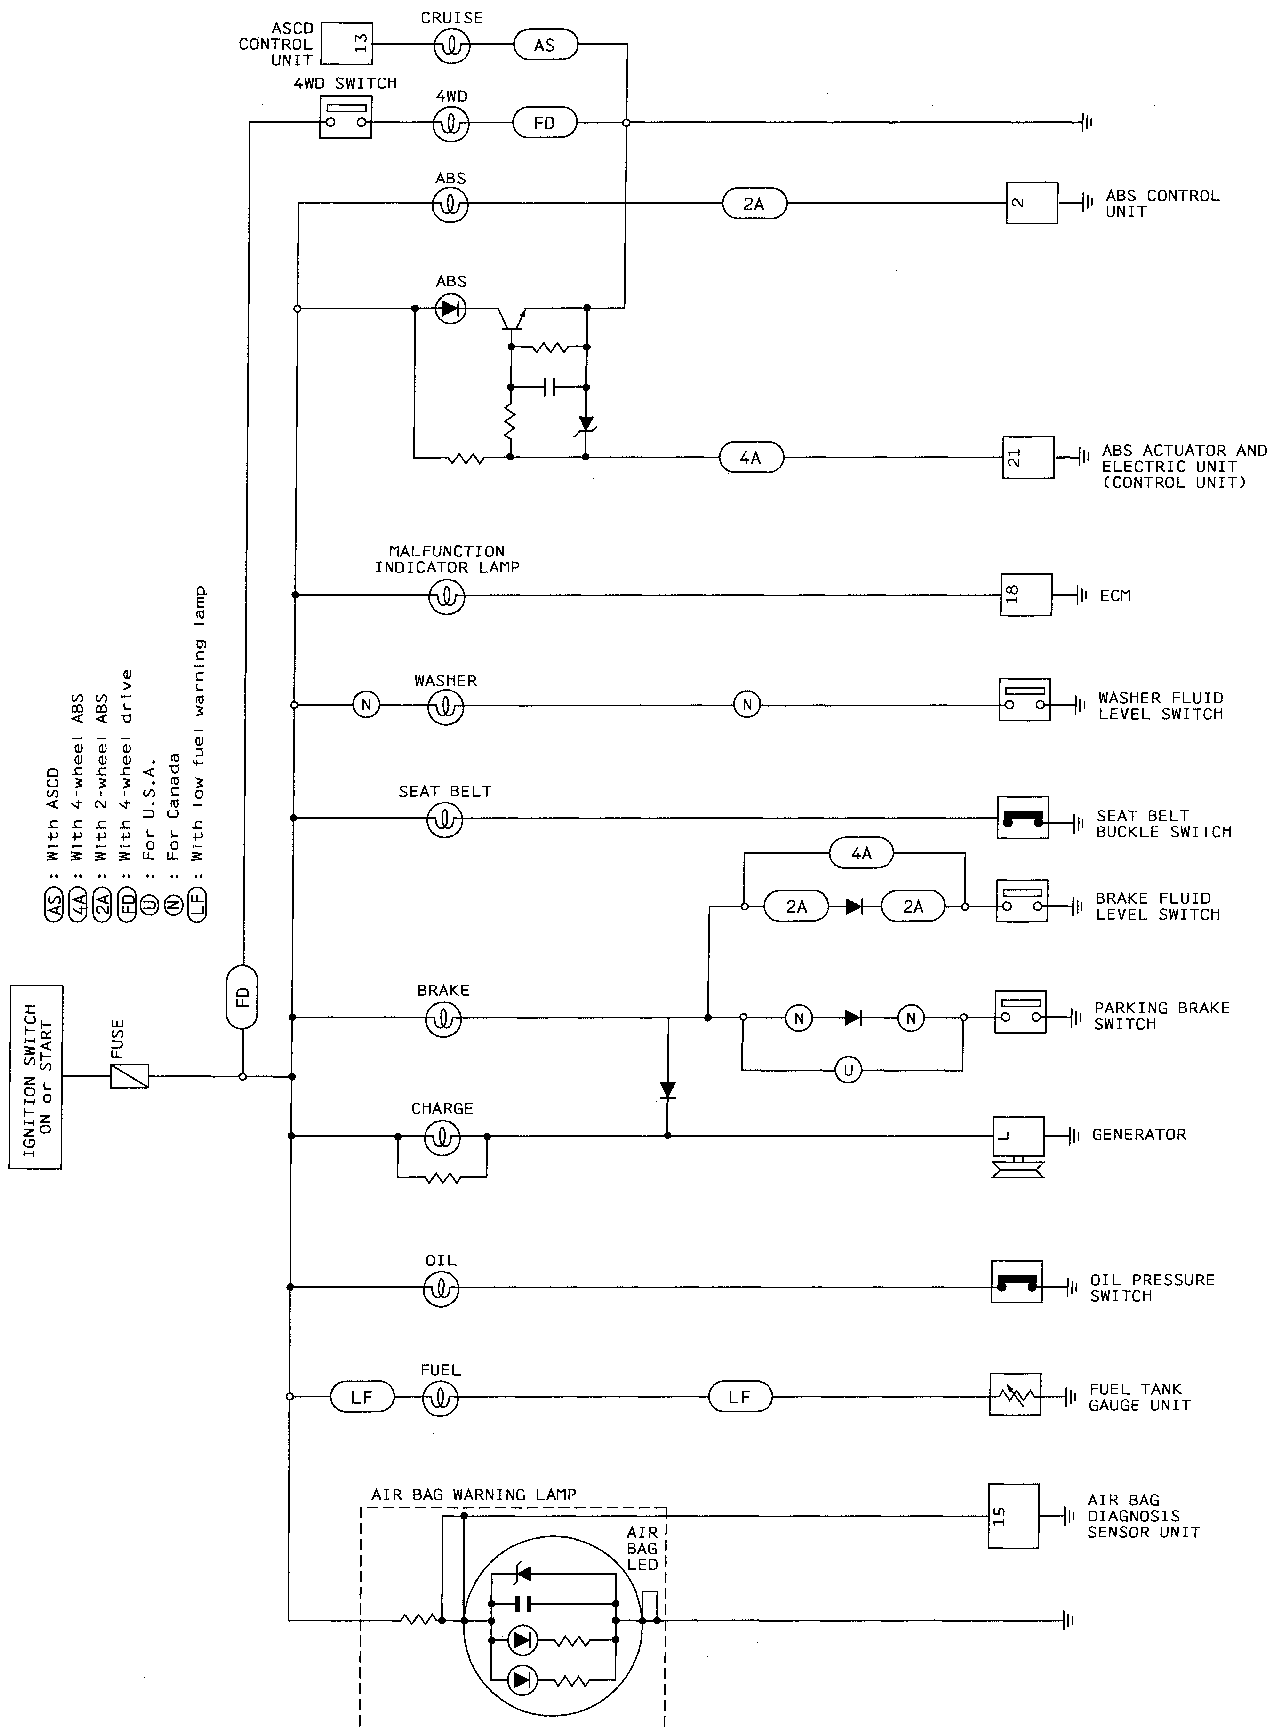 CRUISE
ASCD
CONTROL
UNIT
13
AS
4WD SWITCH
4WD
FD
ABS
2A
2
ABS CONTROL
UNIT
ABS
4A
21
ABS ACTUATOR AND
ELECTRIC UNIT
(CONTROL UNIT)
MALFUNCTION
INDICATOR LAMP
18
ECM
WASHER
N
N
WASHER FLUID
LEVEL SWITCH
SEAT BELT
SEAT BELT
BUCKLE SWITCH
4A
2A
2A
BRAKE FLUID
LEVEL SWITCH
AS : With ASCD
4A : With 4-wheel ABS
2A : With 2-wheel ABS
FD : With 4-wheel drive
U : For U.S.A.
N : For Canada
LF : With low fuel warning lamp
FD
BRAKE
N
N
U
PARKING BRAKE
SWITCH
IGNITION SWITCH
ON or START
FUSE
CHARGE
L
GENERATOR
OIL
OIL PRESSURE
SWITCH
FUEL
LF
LF
FUEL TANK
GAUGE UNIT
AIR BAG WARNING LAMP
AIR
BAG
LED
15
AIR BAG
DIAGNOSIS
SENSOR UNIT